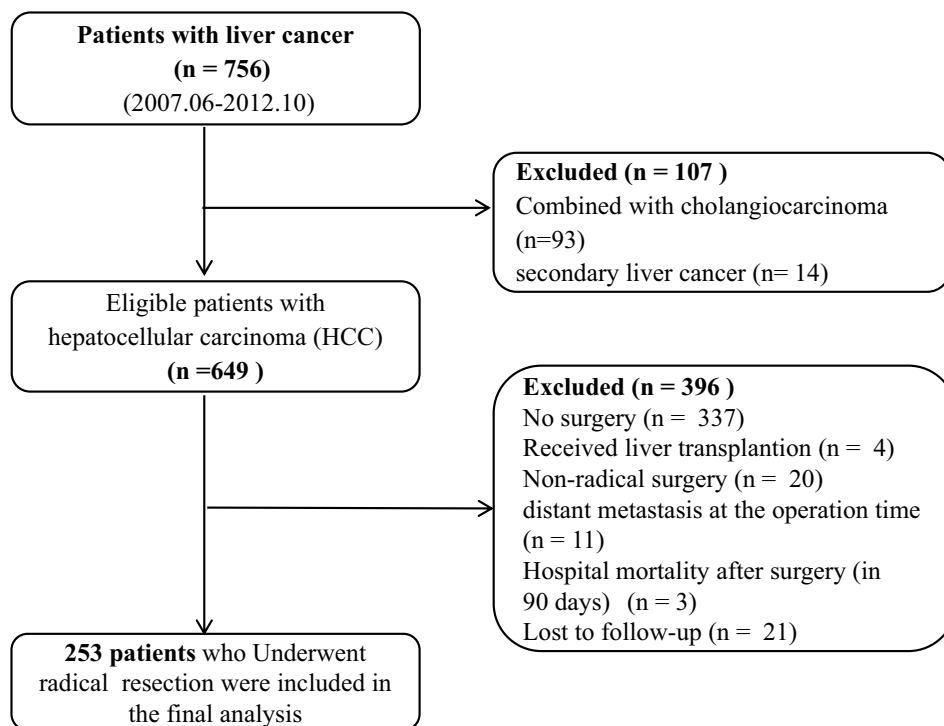 Patients with liver cancer
(n = 756)
(2007.06-2012.10)
Excluded (n = 107 )
Combined with cholangiocarcinoma
(n=93)
secondary liver cancer (n= 14)
Eligible patients with
hepatocellular carcinoma (HCC)
(n =649 )
Excluded (n = 396 )
No surgery (n = 337)
Received liver transplantion (n = 4)
Non-radical surgery (n = 20)
distant metastasis at the operation time
(n = 11)
Hospital mortality after surgery (in
90 days) (n = 3)
Lost to follow-up (n = 21)
253 patients who Underwent
radical resection were included in
the final analysis